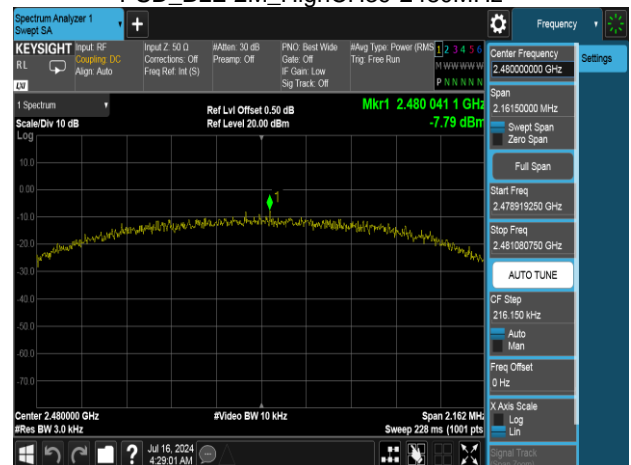 Spectrum Analyzer 1
Swept SA
+
Frequency
KEYSIGHT
RL
LXI
Input: RF
Coupling: DC
Align: Auto
Input Z: 50 Ω
Corrections: Off
Freq Ref: Int (S)
#Atten: 30 dB
Preamp: Off
PNO: Best Wide
Gate: Off
IF Gain: Low
Sig Track: Off
#Avg Type: Power (RMS
Trig: Free Run
1 2 3 4 5 6
M W W W W W
P N N N N N
Center Frequency
2.480000000 GHz
Settings
Span
2.16150000 MHz
Swept Span
Zero Span
Full Span
Start Freq
2.478919250 GHz
Stop Freq
2.481080750 GHz
AUTO TUNE
CF Step
216.150 kHz
Auto
Man
Freq Offset
0 Hz
X Axis Scale
Log
Lin
Signal Track
1 Spectrum
Scale/Div 10 dB
Log
Ref Lvl Offset 0.50 dB
Ref Level 20.00 dBm
Mkr1 2.480 041 1 GHz
-7.79 dBm
1
10.0
0.00
-10.0
-20.0
-30.0
-40.0
-50.0
-60.0
-70.0
Center 2.480000 GHz
#Res BW 3.0 kHz
#Video BW 10 kHz
Span 2.162 MHz
Sweep 228 ms (1001 pts
?
Jul 16, 2024
4:29:01 AM